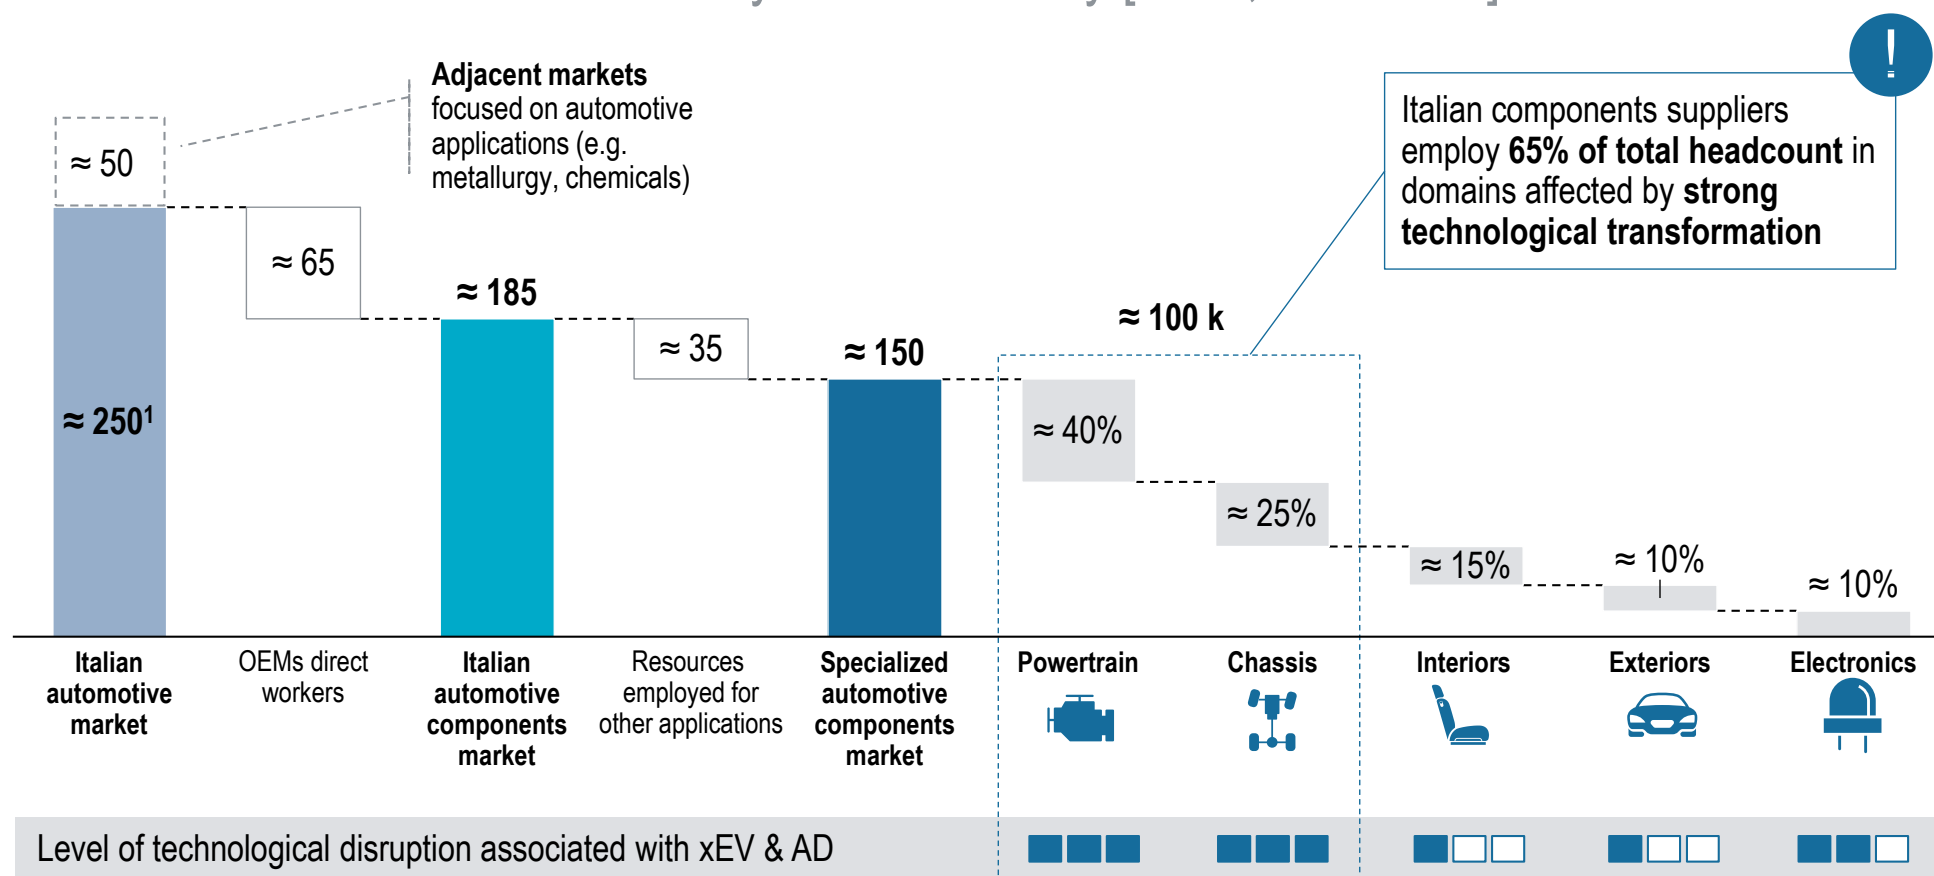 Adjacent markets
focused on automotive
applications (e.g.
metallurgy, chemicals)
!
Italian components suppliers
employ 65% of total headcount in
domains affected by strong
technological transformation
≈ 50
≈ 65
≈ 185
≈ 35
≈ 150
≈ 100 k
≈ 250¹
≈ 40%
≈ 25%
≈ 15%
≈ 10%
≈ 10%
Italian
automotive
market
OEMs direct
workers
Italian
automotive
components
market
Resources
employed for
other applications
Specialized
automotive
components
market
Powertrain
Chassis
Interiors
Exteriors
Electronics
Level of technological disruption associated with xEV & AD